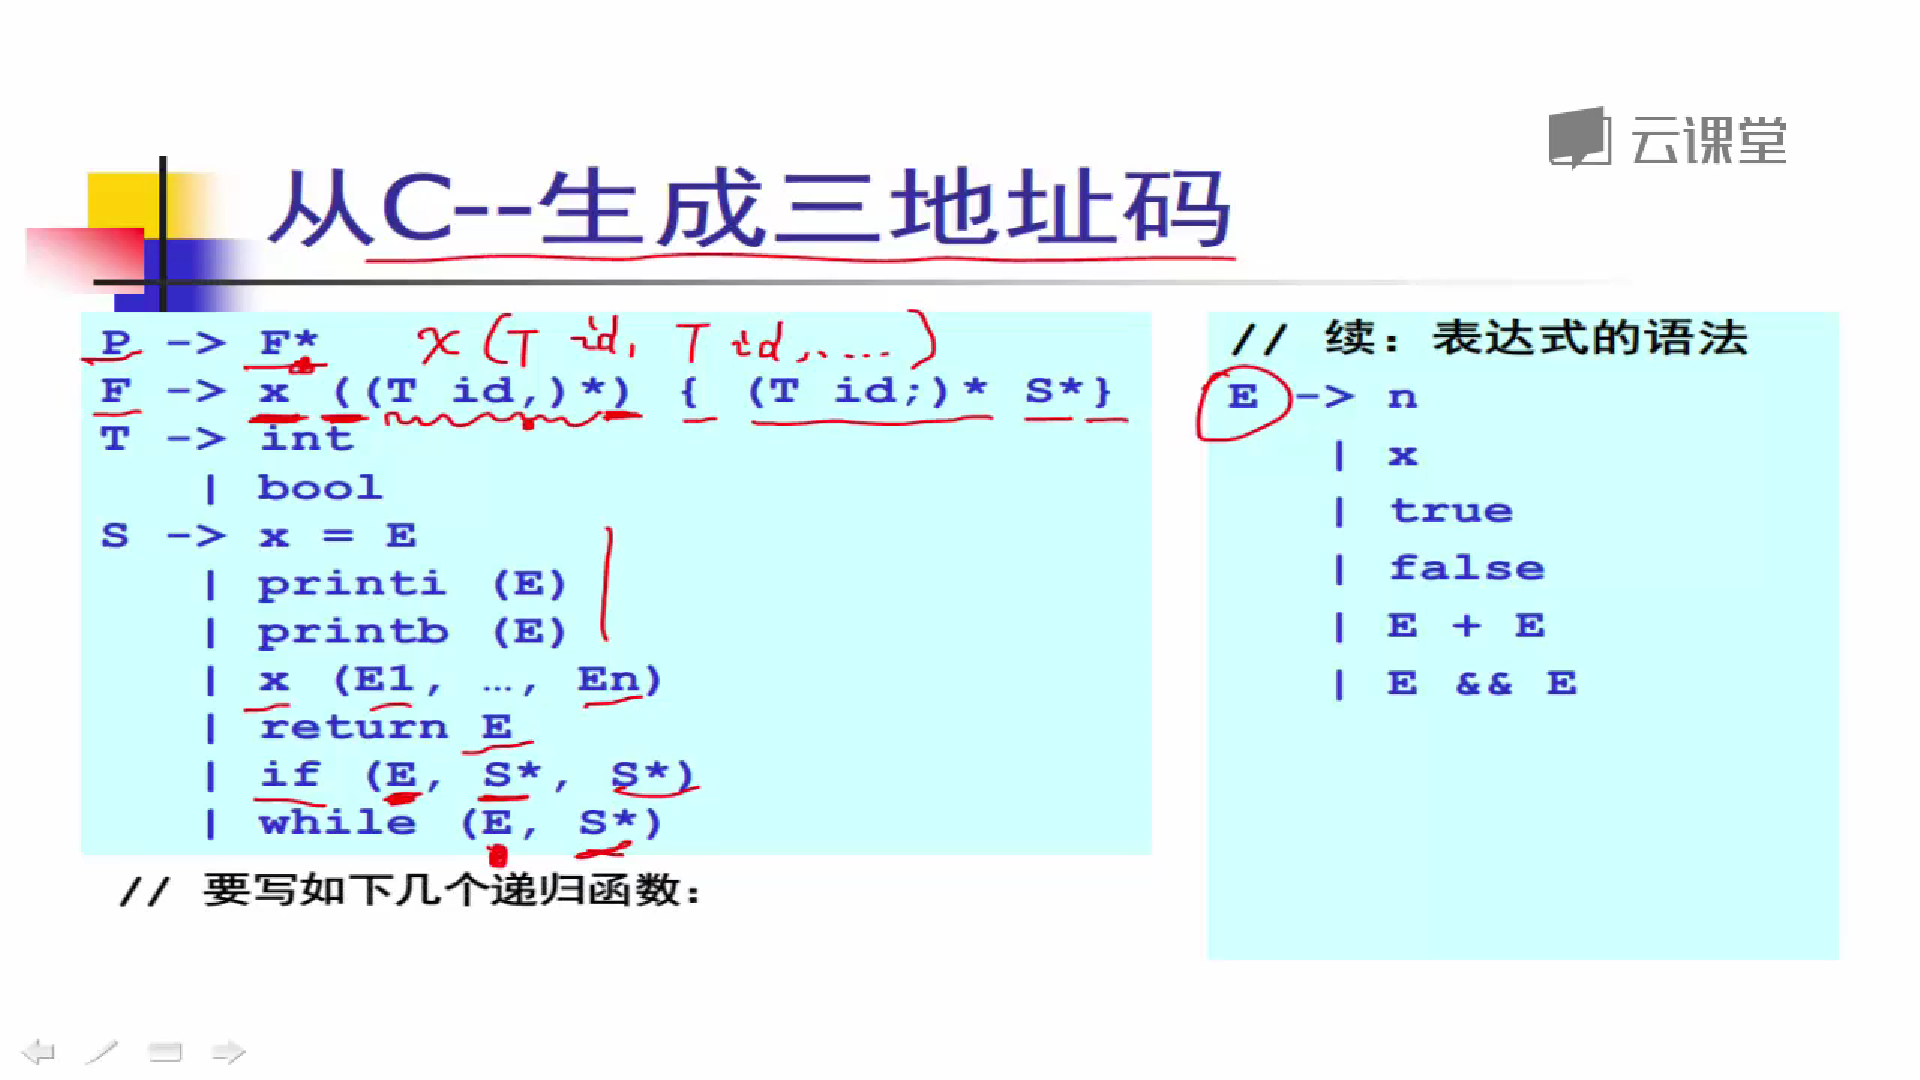 云课堂
从C--生成三地址码
x (T id, T id, ....)
P -> F*
F -> x ((T id,)*) { (T id;)* S*}
T -> int
| bool
S -> x = E
| printi (E)
| printb (E)
| x (E1, …, En)
| return E
| if (E, S*, S*)
| while (E, S*)
// 要写如下几个递归函数：
// 续：表达式的语法
E -> n
| x
| true
| false
| E + E
| E && E